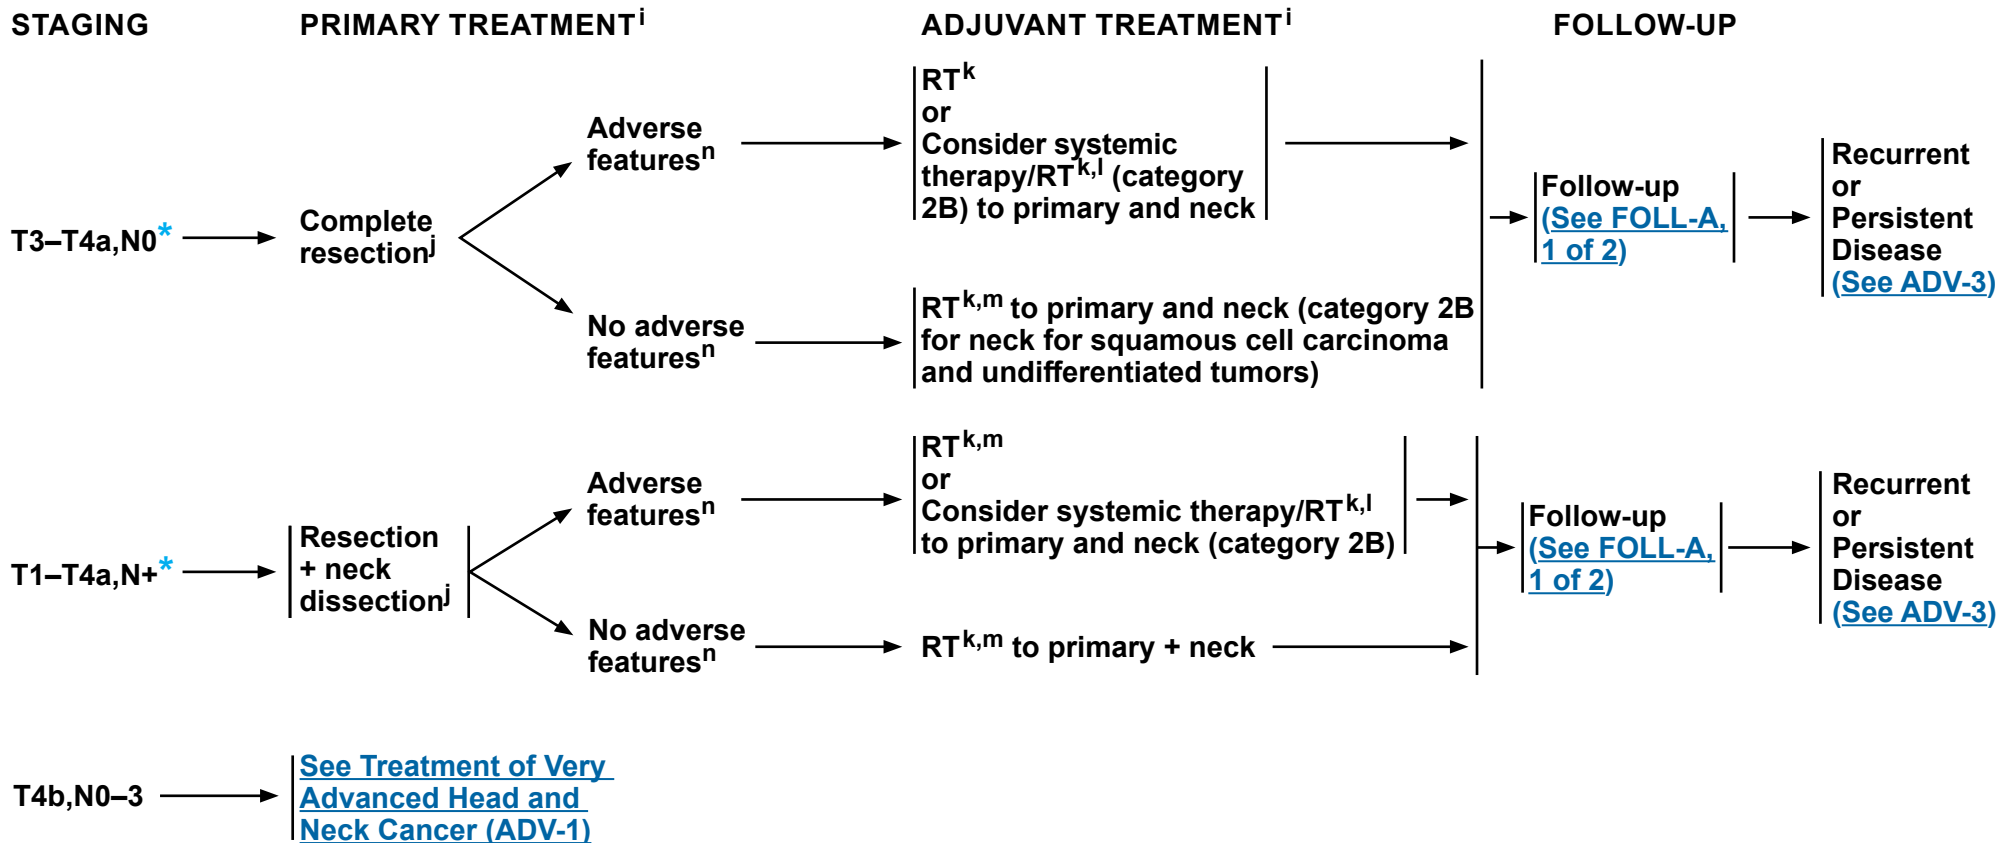 STAGING
PRIMARY TREATMENTi
ADJUVANT TREATMENTi
FOLLOW-UP
T3–T4a,N0*
Complete
resectionj
Adverse
featuresn
RTk
or
Consider systemic
therapy/RTk,l (category
2B) to primary and neck
No adverse
featuresn
RTk,m to primary and neck (category 2B
for neck for squamous cell carcinoma
and undifferentiated tumors)
Follow-up
(See FOLL-A,
1 of 2)
Recurrent
or
Persistent
Disease
(See ADV-3)
T1–T4a,N+*
Resection
+ neck
dissectionj
Adverse
featuresn
RTk,m
or
Consider systemic therapy/RTk,l
to primary and neck (category 2B)
No adverse
featuresn
RTk,m to primary + neck
Follow-up
(See FOLL-A,
1 of 2)
Recurrent
or
Persistent
Disease
(See ADV-3)
T4b,N0–3
See Treatment of Very
Advanced Head and
Neck Cancer (ADV-1)